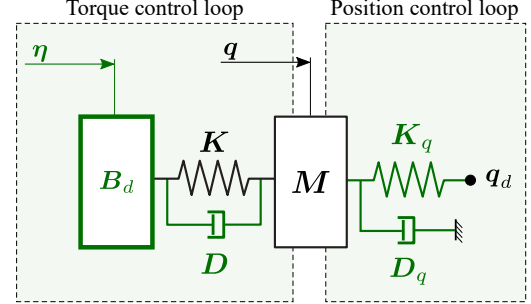 Torque control loop
Position control loop
η
q
K
K_q
B_d
M
q_d
D
D_q